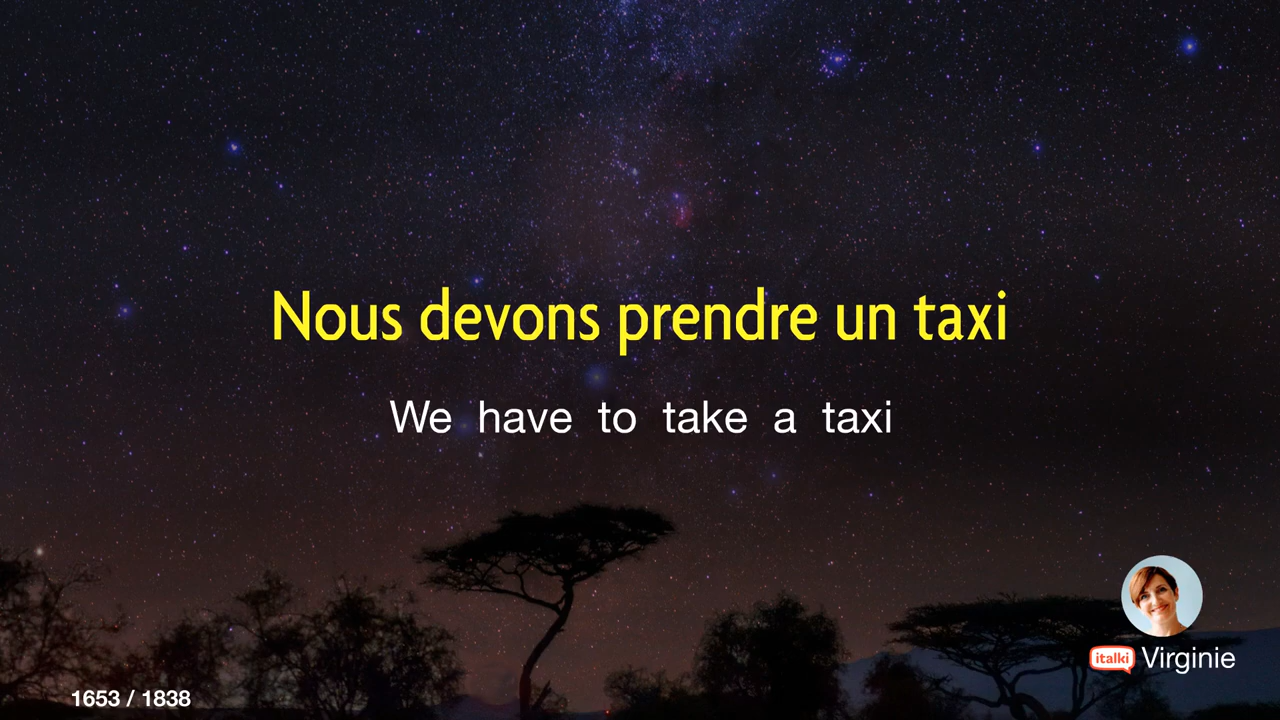 Nous devons prendre un taxi
We have to take a taxi
italki Virginie
1653 / 1838